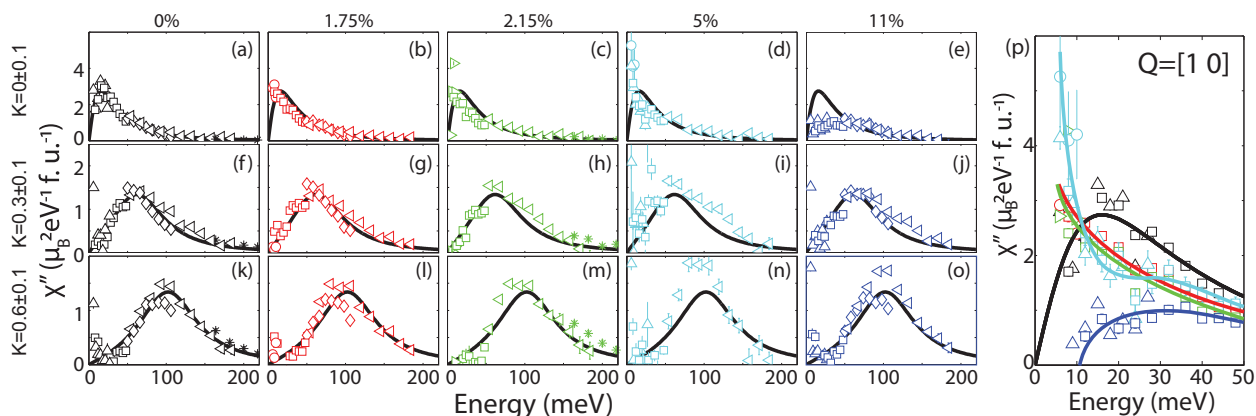 0% 1.75% 2.15% 5% 11%
K=0±0.1
(a) (b) (c) (d) (e)
4
2
0
K=0.3±0.1
(f) (g) (h) (i) (j)
2
1
0
K=0.6±0.1
(k) (l) (m) (n) (o)
2
1
0
χ″ (μB²eV⁻¹ f. u.⁻¹)
0 100 200 0 100 200 0 100 200 0 100 200 0 100 200
Energy (meV)
(p)
Q=[1 0]
χ″ (μB²eV⁻¹ f. u.⁻¹)
4
2
0
0 10 20 30 40 50
Energy (meV)